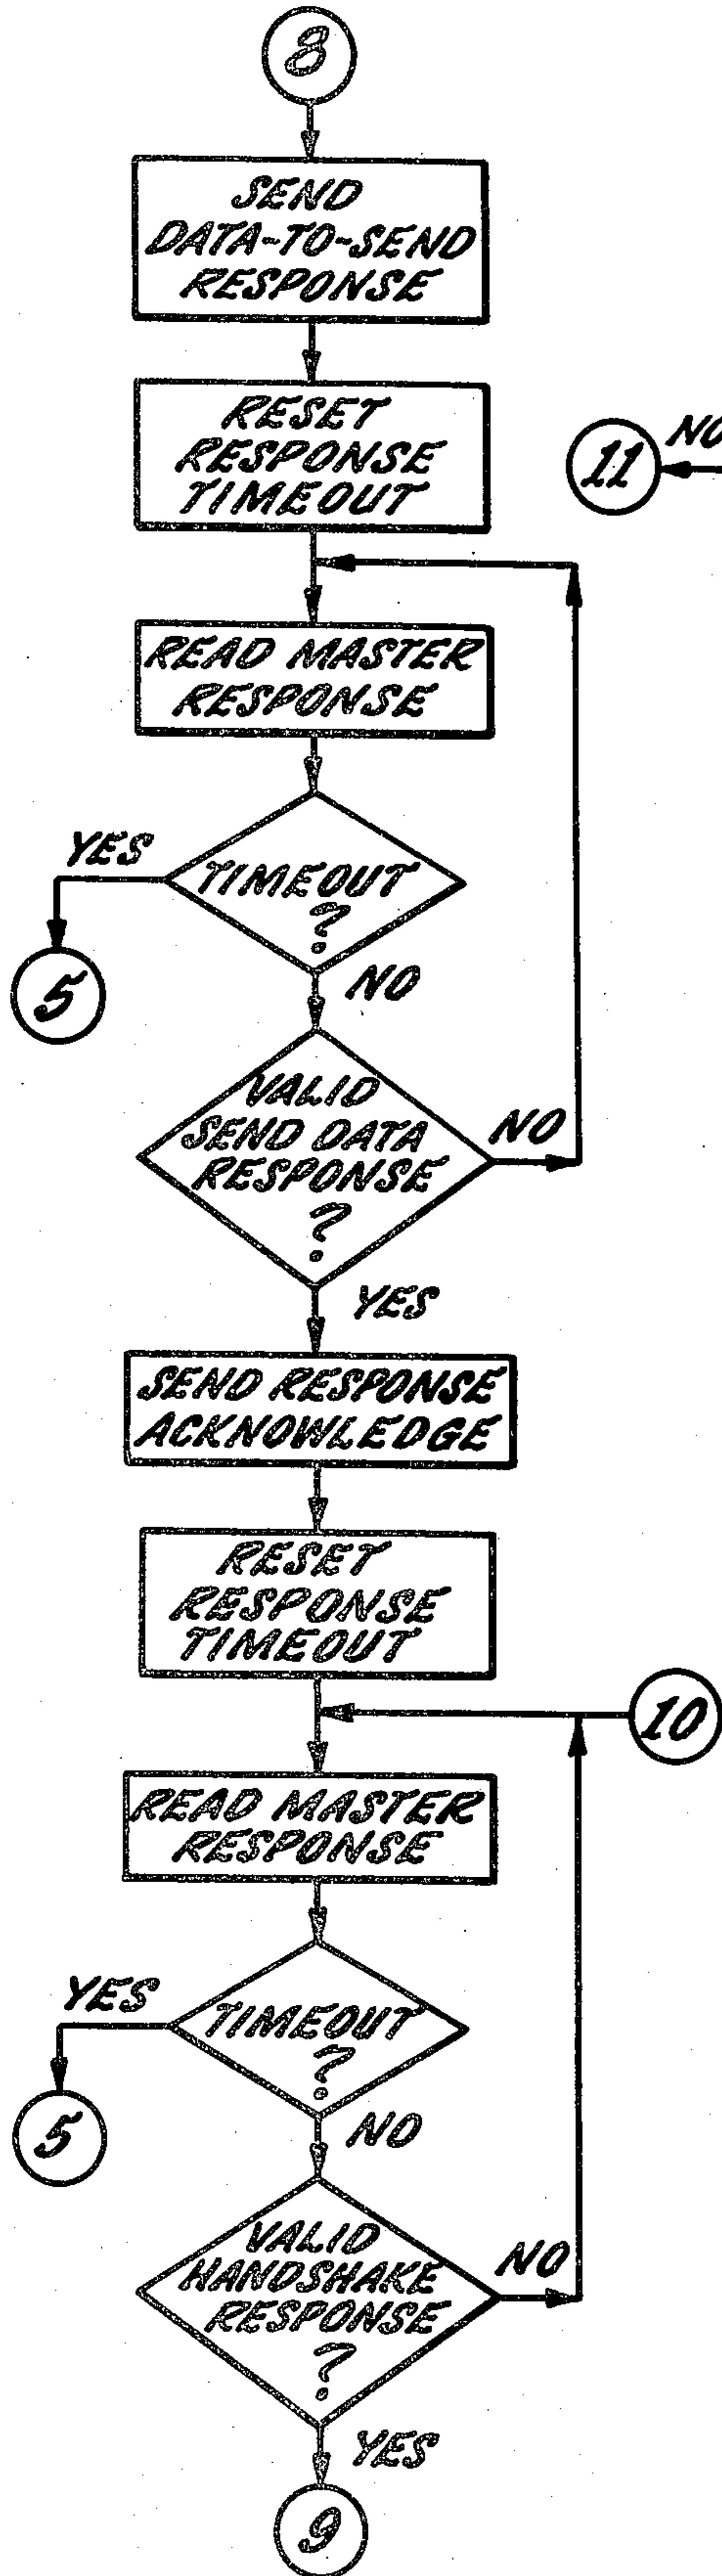 8
SEND
DATA-TO-SEND
RESPONSE
RESET
RESPONSE
TIMEOUT
11
NO
READ MASTER
RESPONSE
YES
TIMEOUT
?
5
NO
VALID
SEND DATA
RESPONSE
?
NO
YES
SEND RESPONSE
ACKNOWLEDGE
RESET
RESPONSE
TIMEOUT
10
READ MASTER
RESPONSE
YES
TIMEOUT
?
5
NO
VALID
HANDSHAKE
RESPONSE
?
NO
YES
9